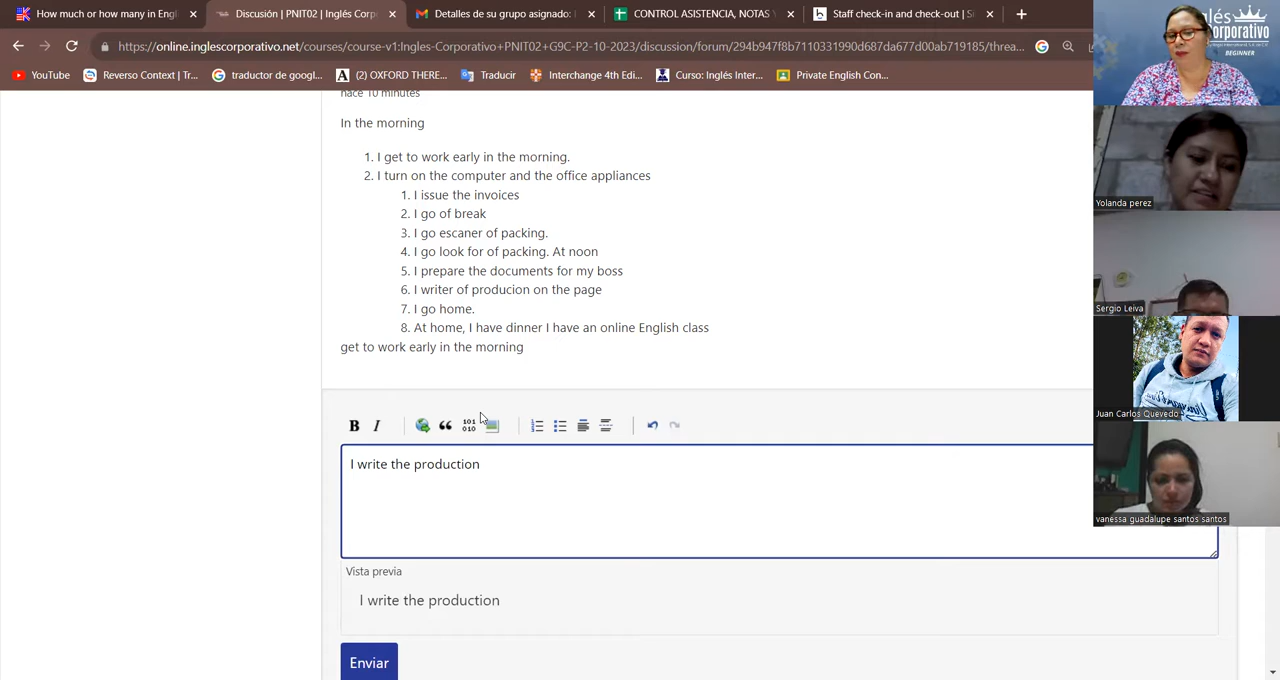 How much or how many in Engl
Discusión | PNIT02 | Inglés Corp
Detalles de su grupo asignado:
CONTROL ASISTENCIA, NOTAS
Staff check-in and check-out |
https://online.inglescorporativo.net/courses/course-v1:Ingles-Corporativo+PNIT02+G9C-P2-10-2023/discussion/forum/294b947f8b7110331990d687da677d00ab719185/threa...
YouTube
Reverso Context | Tr...
traductor de googl...
(2) OXFORD THERE...
Traducir
Interchange 4th Edi...
Curso: Inglés Inter...
Private English Con...
glés
Corporativo
BEGINNER
hace 10 minutes
In the morning
1. I get to work early in the morning.
2. I turn on the computer and the office appliances
1. I issue the invoices
2. I go of break
3. I go escaner of packing.
4. I go look for of packing. At noon
5. I prepare the documents for my boss
6. I writer of producion on the page
7. I go home.
8. At home, I have dinner I have an online English class
get to work early in the morning
B I
101
010
I write the production
Vista previa
I write the production
Enviar
Yolanda perez
Sergio Leiva
Juan Carlos Quevedo
vanessa guadalupe santos santos